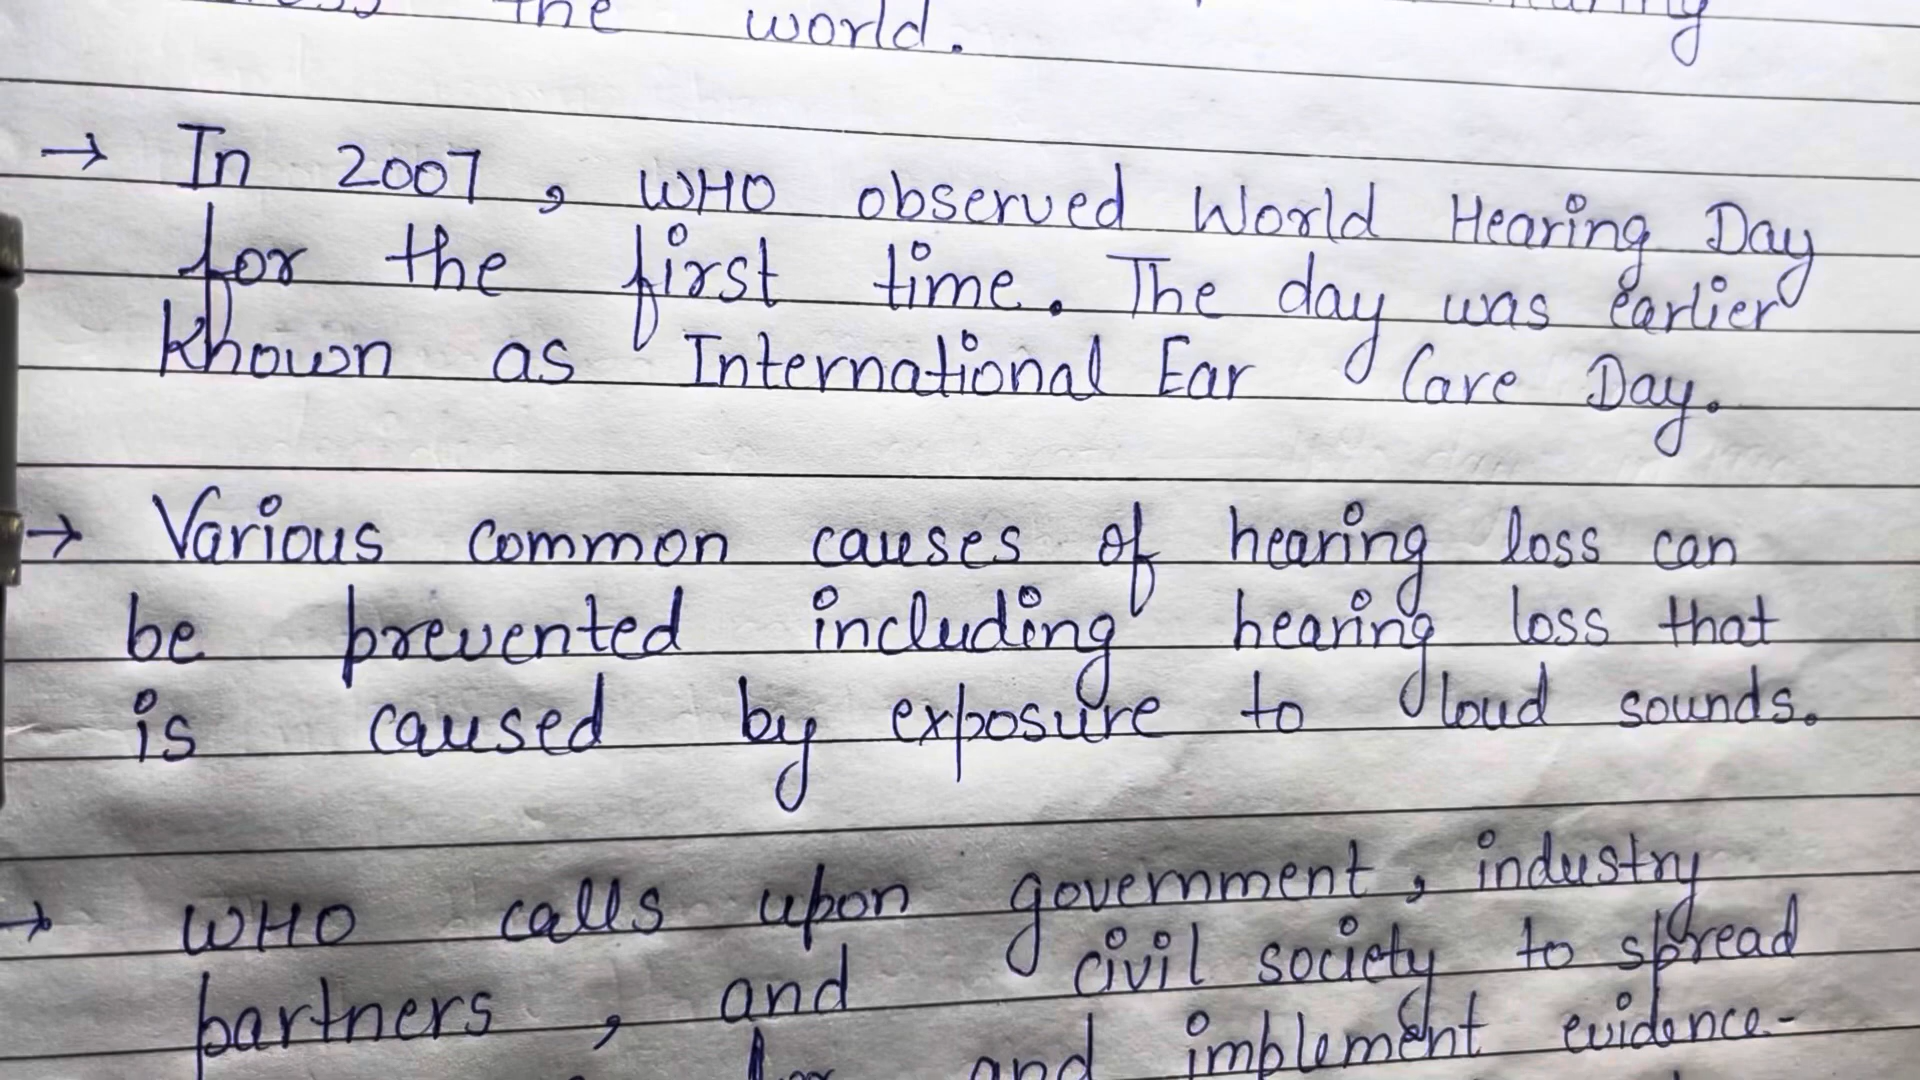 the world.
→ In 2007, WHO observed World Hearing Day
for the first time. The day was earlier
known as International Ear Care Day.
→ Various common causes of hearing loss can
be prevented including hearing loss that
is caused by exposure to loud sounds.
→ WHO calls upon government, industry
partners, and civil society to spread
and implement evidence-